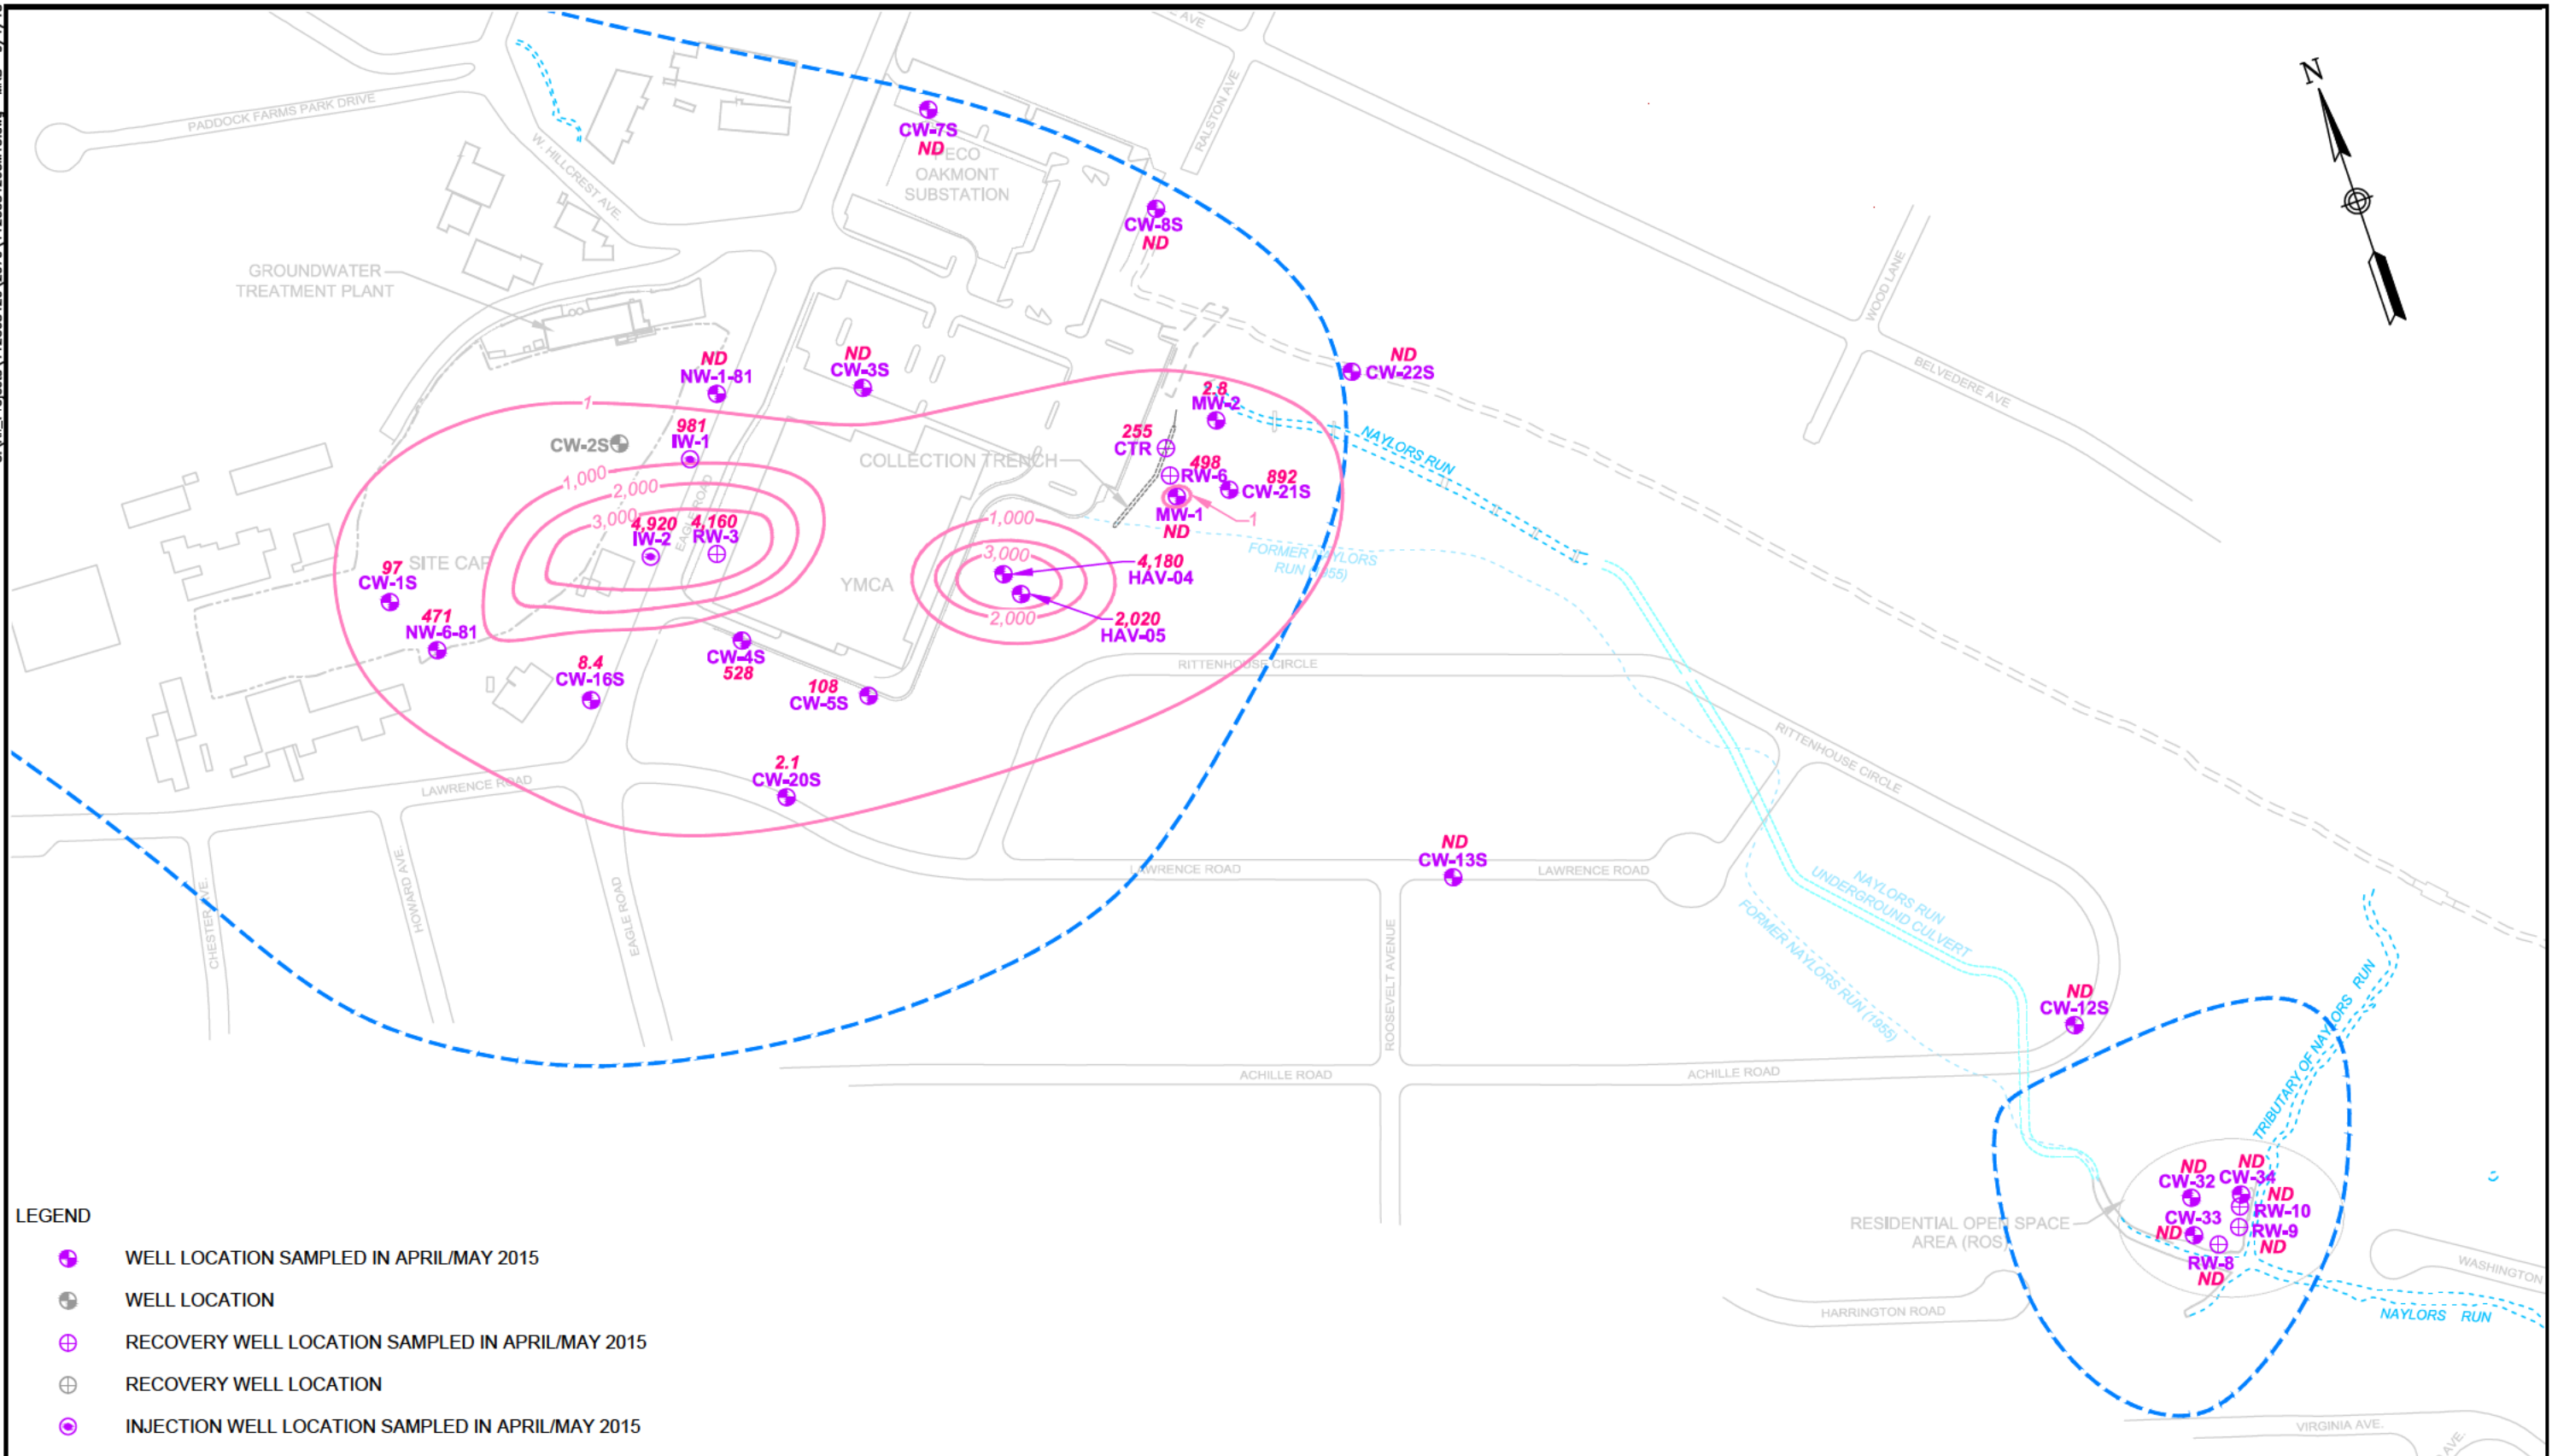 AVE
N
RALSTON AVE
PADDOCK FARMS PARK DRIVE
W. HILLCREST AVE.
CW-7S
ND
PECO
OAKMONT
SUBSTATION
CW-8S
ND
WOOD LANE
GROUNDWATER
TREATMENT PLANT
BELVEDERE AVE
ND
NW-1-81
ND
CW-3S
ND
CW-22S
1
2.8
MW-2
CW-2S
981
IW-1
255
CTR
NAYLORS RUN
COLLECTION TRENCH
498
RW-6
892
CW-21S
1,000
2,000
3,000
EAGLE ROAD
4,920
IW-2
4,160
RW-3
MW-1
ND
1
1,000
3,000
FORMER NAYLORS
RUN (1955)
SITE CAP
97
CW-1S
YMCA
4,180
HAV-04
2,000
2,020
HAV-05
471
NW-6-81
CW-4S
528
8.4
CW-16S
108
CW-5S
RITTENHOUSE CIRCLE
RITTENHOUSE CIRCLE
2.1
CW-20S
LAWRENCE ROAD
ND
CW-13S
LAWRENCE ROAD
LAWRENCE ROAD
CHESTER AVE.
HOWARD AVE.
EAGLE ROAD
ROOSEVELT AVENUE
NAYLORS RUN
UNDERGROUND CULVERT
FORMER NAYLORS RUN (1955)
ND
CW-12S
TRIBUTARY OF NAYLORS RUN
ACHILLE ROAD
ACHILLE ROAD
ND
CW-32
ND
CW-34
ND
RW-10
CW-33
ND
RW-9
ND
RW-8
ND
RESIDENTIAL OPEN SPACE
AREA (ROS)
WASHINGTON
HARRINGTON ROAD
NAYLORS RUN
VIRGINIA AVE.
AVE.
LEGEND
WELL LOCATION SAMPLED IN APRIL/MAY 2015
WELL LOCATION
RECOVERY WELL LOCATION SAMPLED IN APRIL/MAY 2015
RECOVERY WELL LOCATION
INJECTION WELL LOCATION SAMPLED IN APRIL/MAY 2015